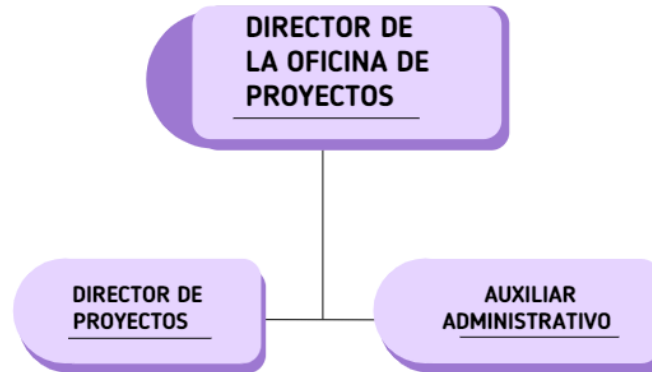 DIRECTOR DE
LA OFICINA DE
PROYECTOS
DIRECTOR DE
PROYECTOS
AUXILIAR
ADMINISTRATIVO